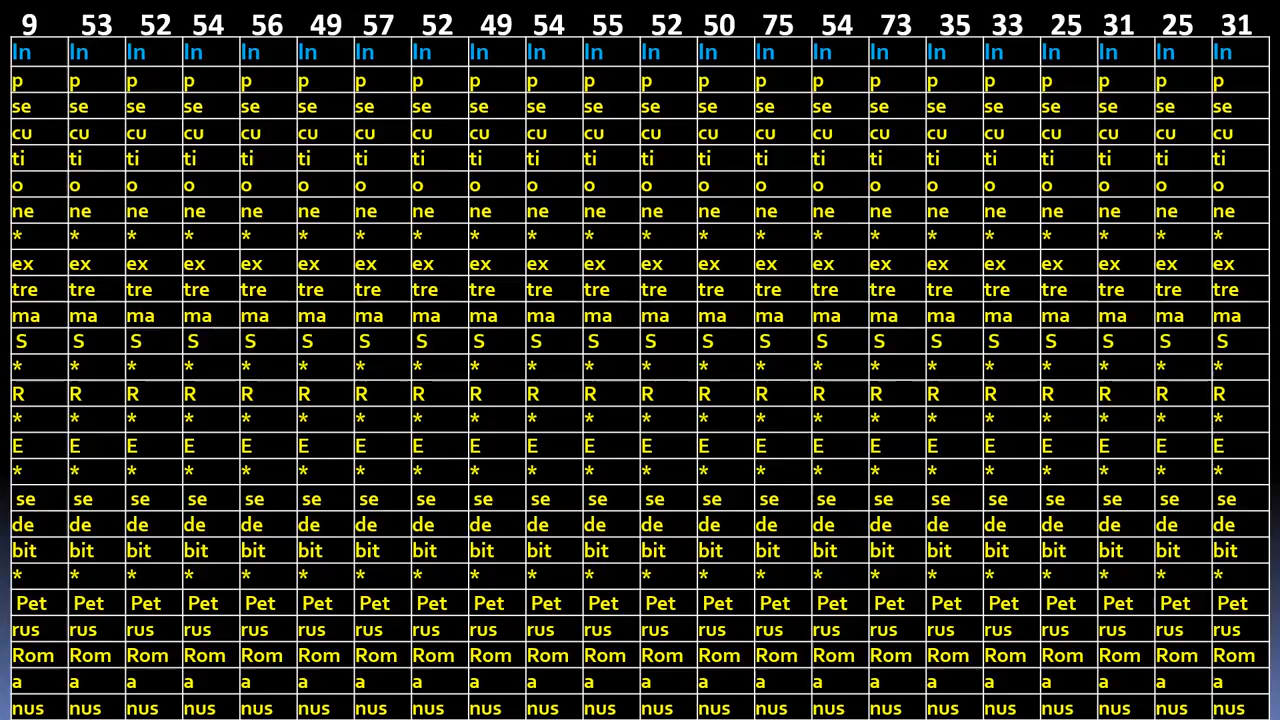 9 53 52 54 56 49 57 52 49 54 55 52 50 75 54 73 35 33 25 31 25 31
In In In In In In In In In In In In In In In In In In In In In In
p p p p p p p p p p p p p p p p p p p p p p
se se se se se se se se se se se se se se se se se se se se se se
cu cu cu cu cu cu cu cu cu cu cu cu cu cu cu cu cu cu cu cu cu cu
ti ti ti ti ti ti ti ti ti ti ti ti ti ti ti ti ti ti ti ti ti ti
o o o o o o o o o o o o o o o o o o o o o o
ne ne ne ne ne ne ne ne ne ne ne ne ne ne ne ne ne ne ne ne ne ne
* * * * * * * * * * * * * * * * * * * * * *
ex ex ex ex ex ex ex ex ex ex ex ex ex ex ex ex ex ex ex ex ex ex
tre tre tre tre tre tre tre tre tre tre tre tre tre tre tre tre tre tre tre tre tre tre
ma ma ma ma ma ma ma ma ma ma ma ma ma ma ma ma ma ma ma ma ma ma
S S S S S S S S S S S S S S S S S S S S S S
* * * * * * * * * * * * * * * * * * * * * *
R R R R R R R R R R R R R R R R R R R R R R
* * * * * * * * * * * * * * * * * * * * * *
E E E E E E E E E E E E E E E E E E E E E E
* * * * * * * * * * * * * * * * * * * * * *
se se se se se se se se se se se se se se se se se se se se se se
de de de de de de de de de de de de de de de de de de de de de de
bit bit bit bit bit bit bit bit bit bit bit bit bit bit bit bit bit bit bit bit bit bit
* * * * * * * * * * * * * * * * * * * * * *
Pet Pet Pet Pet Pet Pet Pet Pet Pet Pet Pet Pet Pet Pet Pet Pet Pet Pet Pet Pet Pet Pet
rus rus rus rus rus rus rus rus rus rus rus rus rus rus rus rus rus rus rus rus rus rus
Rom Rom Rom Rom Rom Rom Rom Rom Rom Rom Rom Rom Rom Rom Rom Rom Rom Rom Rom Rom Rom Rom
a a a a a a a a a a a a a a a a a a a a a a
nus nus nus nus nus nus nus nus nus nus nus nus nus nus nus nus nus nus nus nus nus nus